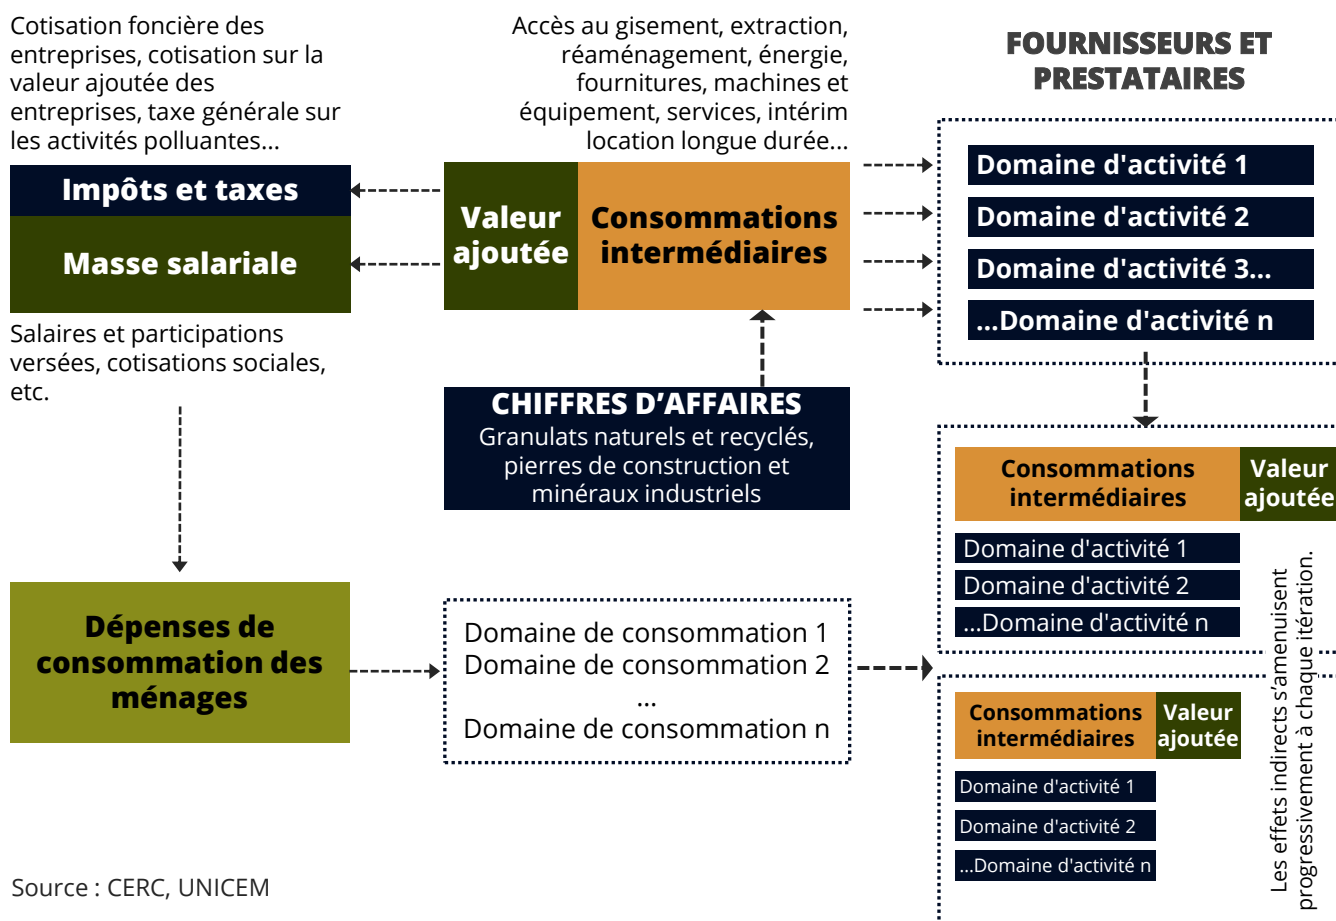 Cotisation foncière des
entreprises, cotisation sur la
valeur ajoutée des
entreprises, taxe générale sur
les activités polluantes...
Impôts et taxes
Masse salariale
Salaires et participations
versées, cotisations sociales,
etc.
Accès au gisement, extraction,
réaménagement, énergie,
fournitures, machines et
équipement, services, intérim
location longue durée...
Valeur
ajoutée
Consommations
intermédiaires
CHIFFRES D’AFFAIRES
Granulats naturels et recyclés,
pierres de construction et
minéraux industriels
FOURNISSEURS ET
PRESTATAIRES
Domaine d'activité 1
Domaine d'activité 2
Domaine d'activité 3...
...Domaine d'activité n
Consommations
intermédiaires
Valeur
ajoutée
Domaine d'activité 1
Domaine d'activité 2
...Domaine d'activité n
Dépenses de
consommation des
ménages
Domaine de consommation 1
Domaine de consommation 2
...
Domaine de consommation n
Consommations
intermédiaires
Valeur
ajoutée
Domaine d'activité 1
Domaine d'activité 2
...Domaine d'activité n
Les effets indirects s’amenuisent
progressivement à chaque itération.
Source : CERC, UNICEM